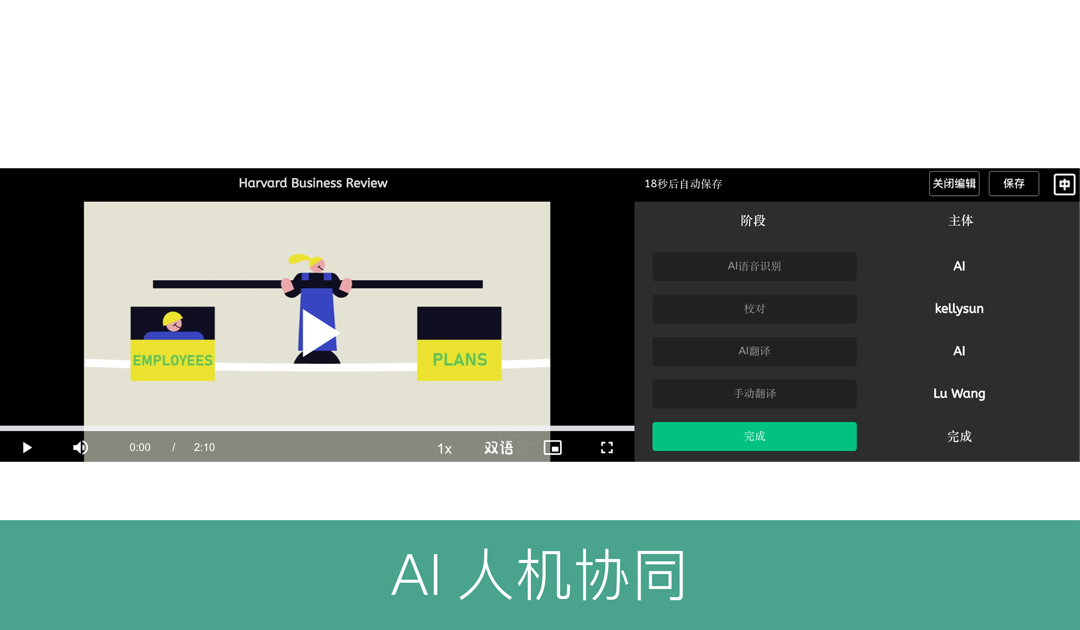 Harvard Business Review
EMPLOYEES
PLANS
0:00 / 2:10
1x
双语
18秒后自动保存
关闭编辑
保存
中
阶段 主体
AI语音识别 AI
校对 kellysun
AI翻译 AI
手动翻译 Lu Wang
完成 完成
AI 人机协同